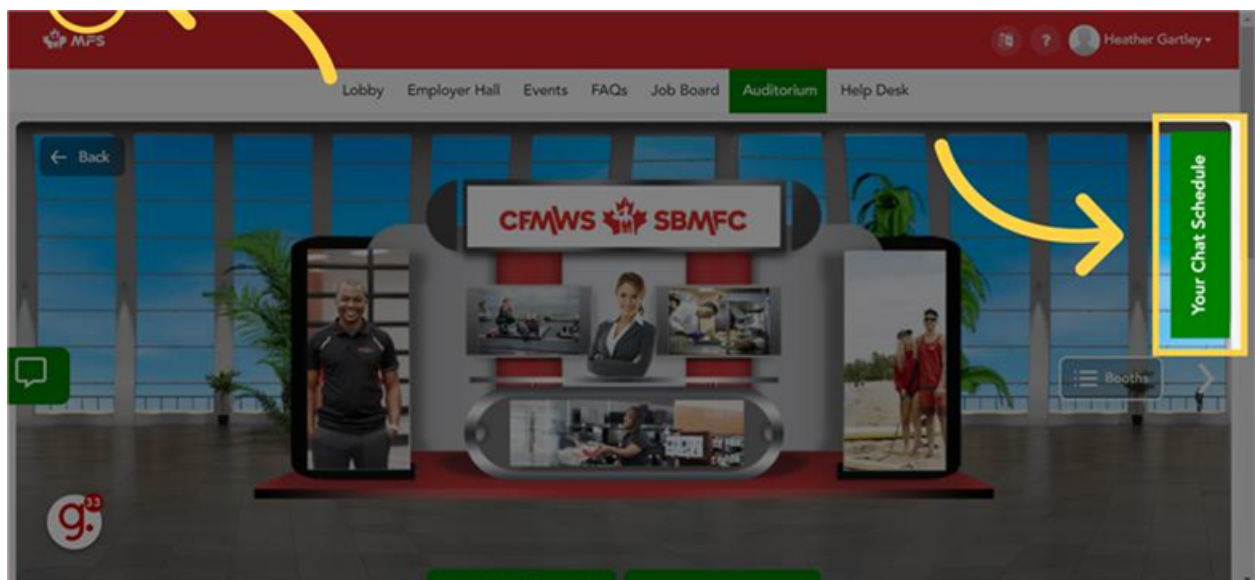 MFS
?
Heather Gartley
Lobby Employer Hall Events FAQs Job Board Auditorium Help Desk
← Back
CFMWS SBMFC
Your Chat Schedule
Booths
g.
33